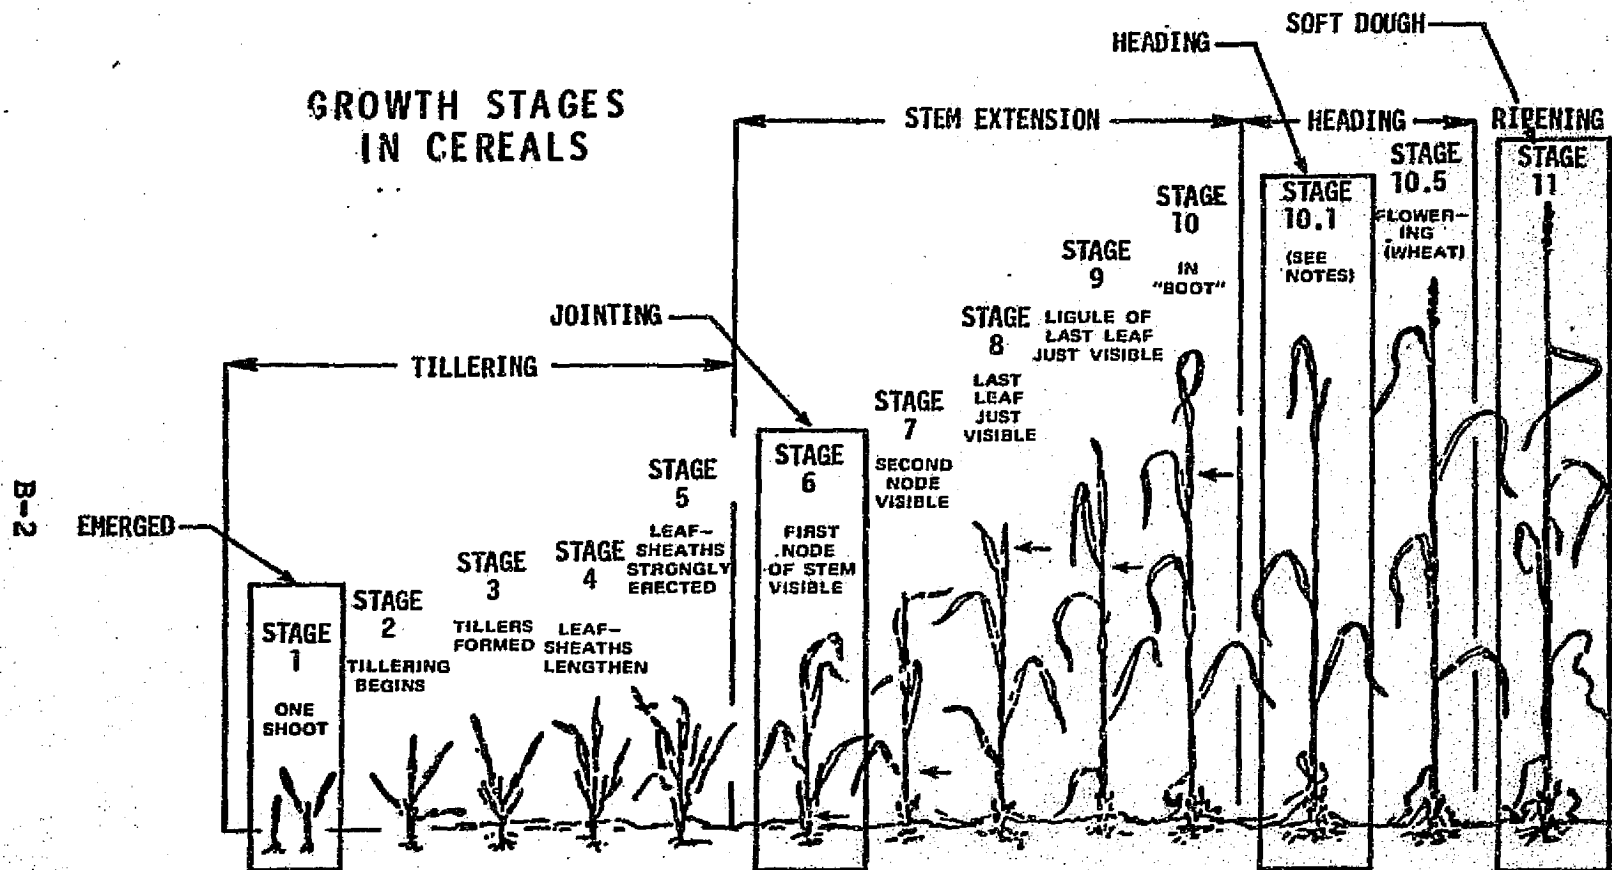 GROWTH STAGES
IN CEREALS
SOFT DOUGH
HEADING
STEM EXTENSION
HEADING
RIPENING
JOINTING
TILLERING
EMERGED
B-2
STAGE
1
ONE
SHOOT
STAGE
2
TILLERING
BEGINS
STAGE
3
TILLERS
FORMED
STAGE
4
LEAF-
SHEATHS
LENGTHEN
STAGE
5
LEAF-
SHEATHS
STRONGLY
ERECTED
STAGE
6
FIRST
NODE
OF STEM
VISIBLE
STAGE
7
SECOND
NODE
VISIBLE
STAGE
8
LAST
LEAF
JUST
VISIBLE
STAGE
9
LIGULE OF
LAST LEAF
JUST VISIBLE
STAGE
10
IN
"BOOT"
STAGE
10.1
(SEE
NOTES)
STAGE
10.5
FLOWER-
ING
(WHEAT)
STAGE
11